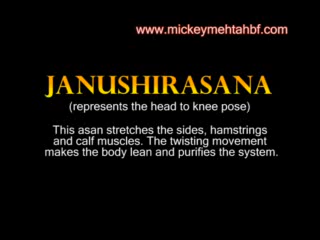 www.mickeymehtahbf.com
JANUSHIRASANA
(represents the head to knee pose)
This asan stretches the sides, hamstrings
and calf muscles. The twisting movement
makes the body lean and purifies the system.